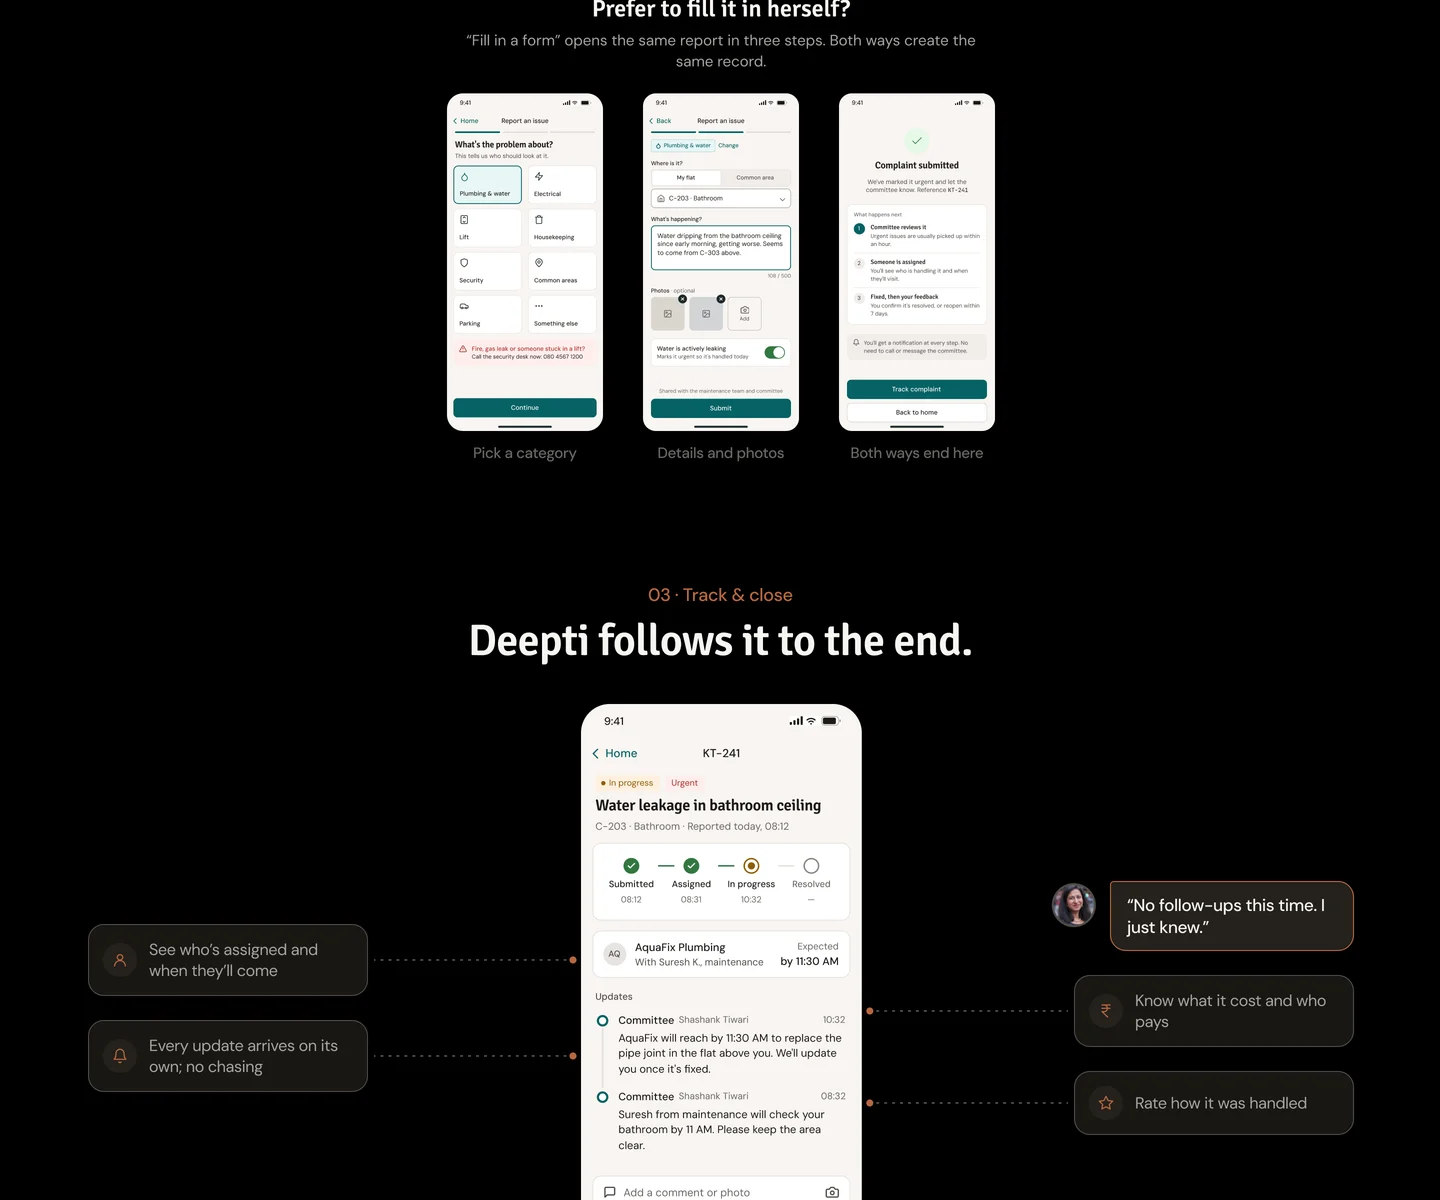 Prefer to fill it in herself?
“Fill in a form” opens the same report in three steps. Both ways create the
same record.
9:41
Home
Report an issue
What's the problem about?
This tells us who should look at it.
Plumbing & water
Electrical
Lift
Housekeeping
Security
Common areas
Parking
Something else
Fire, gas leak or someone stuck in a lift?
Call the security desk now: 080 4567 1200
Continue
Pick a category
9:41
Back
Report an issue
Plumbing & water
Change
Where is it?
My flat
Common area
C-203 · Bathroom
What's happening?
Water dripping from the bathroom ceiling
since early morning, getting worse. Seems
to come from C-303 above.
108 / 500
Photos · optional
Add
Water is actively leaking
Marks it urgent so it's handled today
Shared with the maintenance team and committee
Submit
Details and photos
9:41
Complaint submitted
We've marked it urgent and let the
committee know. Reference KT-241
What happens next
1
Committee reviews it
Urgent issues are usually picked up within
an hour.
2
Someone is assigned
You'll see who is handling it and when
they'll visit.
3
Fixed, then your feedback
You confirm it's resolved, or reopen within
7 days
You'll get a notification at every step. No
need to call or message the committee.
Track complaint
Back to home
Both ways end here
03 · Track & close
Deepti follows it to the end.
9:41
Home
KT-241
In progress
Urgent
Water leakage in bathroom ceiling
C-203 · Bathroom · Reported today, 08:12
Submitted
Assigned
In progress
Resolved
08:12
08:31
10:32
—
AQ
AquaFix Plumbing
With Suresh K., maintenance
Expected
by 11:30 AM
Updates
Committee Shashank Tiwari 10:32
AquaFix will reach by 11:30 AM to replace the
pipe joint in the flat above you. We'll update
you once it's fixed.
Committee Shashank Tiwari 08:32
Suresh from maintenance will check your
bathroom by 11 AM. Please keep the area
clear.
Add a comment or photo
See who's assigned and
when they'll come
Every update arrives on its
own; no chasing
“No follow-ups this time. I
just knew.”
₹
Know what it cost and who
pays
Rate how it was handled